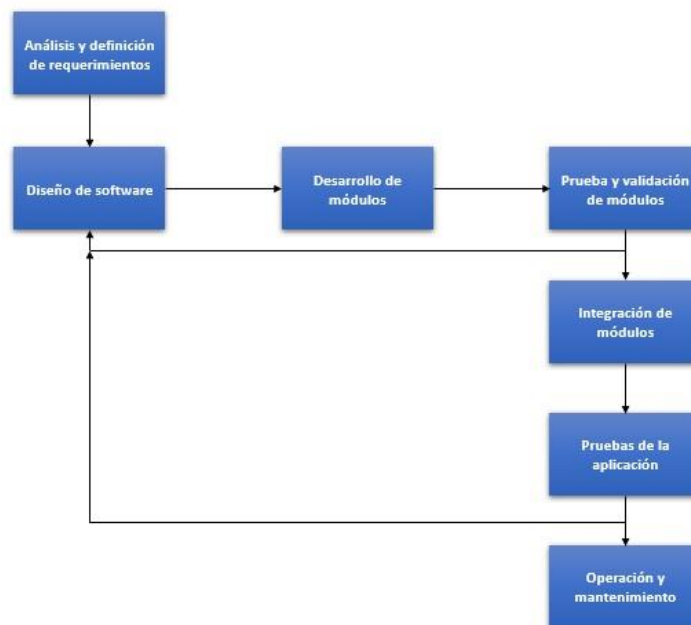 Análisis y definición
de requerimientos
Diseño de software
Desarrollo de
módulos
Prueba y validación
de módulos
Integración de
módulos
Pruebas de la
aplicación
Operación y
mantenimiento